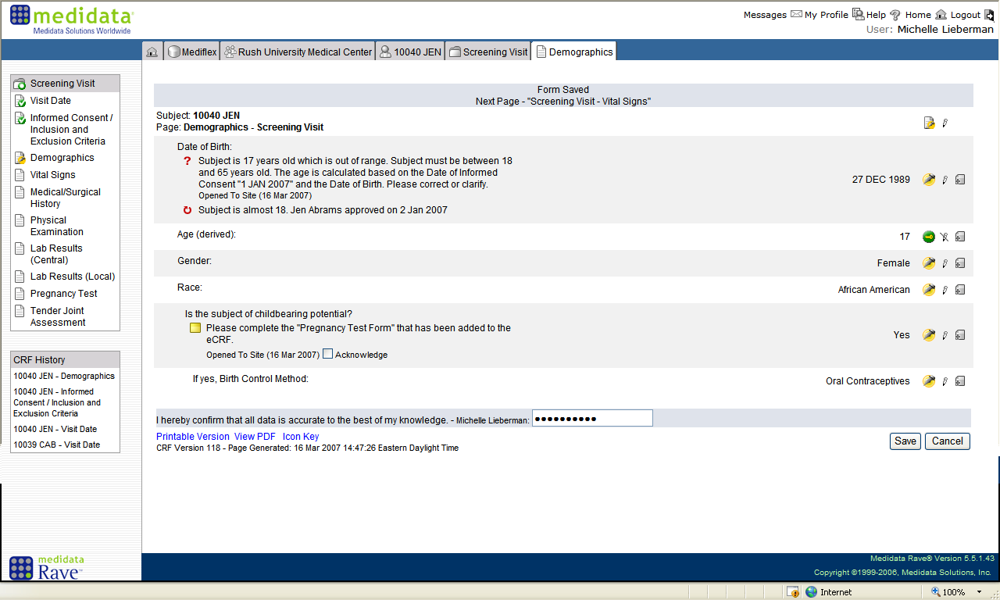 medidata
Medidata Solutions Worldwide
Messages My Profile Help Home Logout
User: Michelle Lieberman
Mediflex Rush University Medical Center 10040 JEN Screening Visit Demographics
Screening Visit
Visit Date
Informed Consent /
Inclusion and
Exclusion Criteria
Demographics
Vital Signs
Medical/Surgical
History
Physical
Examination
Lab Results
(Central)
Lab Results (Local)
Pregnancy Test
Tender Joint
Assessment
CRF History
10040 JEN - Demographics
10040 JEN - Informed
Consent / Inclusion and
Exclusion Criteria
10040 JEN - Visit Date
10039 CAB - Visit Date
Form Saved
Next Page - "Screening Visit - Vital Signs"
Subject: 10040 JEN
Page: Demographics - Screening Visit
Date of Birth:
? Subject is 17 years old which is out of range. Subject must be between 18
and 65 years old. The age is calculated based on the Date of Informed
Consent "1 JAN 2007" and the Date of Birth. Please correct or clarify.
Opened To Site (16 Mar 2007)
27 DEC 1989
Subject is almost 18. Jen Abrams approved on 2 Jan 2007
Age (derived): 17
Gender: Female
Race: African American
Is the subject of childbearing potential?
Please complete the "Pregnancy Test Form" that has been added to the
eCRF.
Yes
Opened To Site (16 Mar 2007) Acknowledge
If yes, Birth Control Method: Oral Contraceptives
I hereby confirm that all data is accurate to the best of my knowledge. - Michelle Lieberman: ●●●●●●●●●●
Printable Version View PDF Icon Key
CRF Version 118 - Page Generated: 16 Mar 2007 14:47:26 Eastern Daylight Time
Save Cancel
medidata
Rave™
Medidata Rave® Version 5.5.1.43
Copyright ©1999-2006, Medidata Solutions, Inc.
Internet 100%